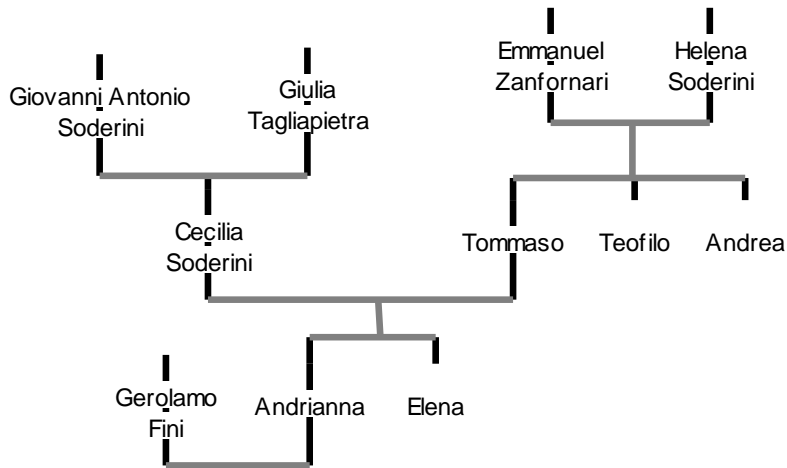 Emmanuel
Zanfornari
Helena
Soderini
Giovanni Antonio
Soderini
Giulia
Tagliapietra
Cecilia
Soderini
Tommaso
Teofilo
Andrea
Gerolamo
Fini
Andrianna
Elena